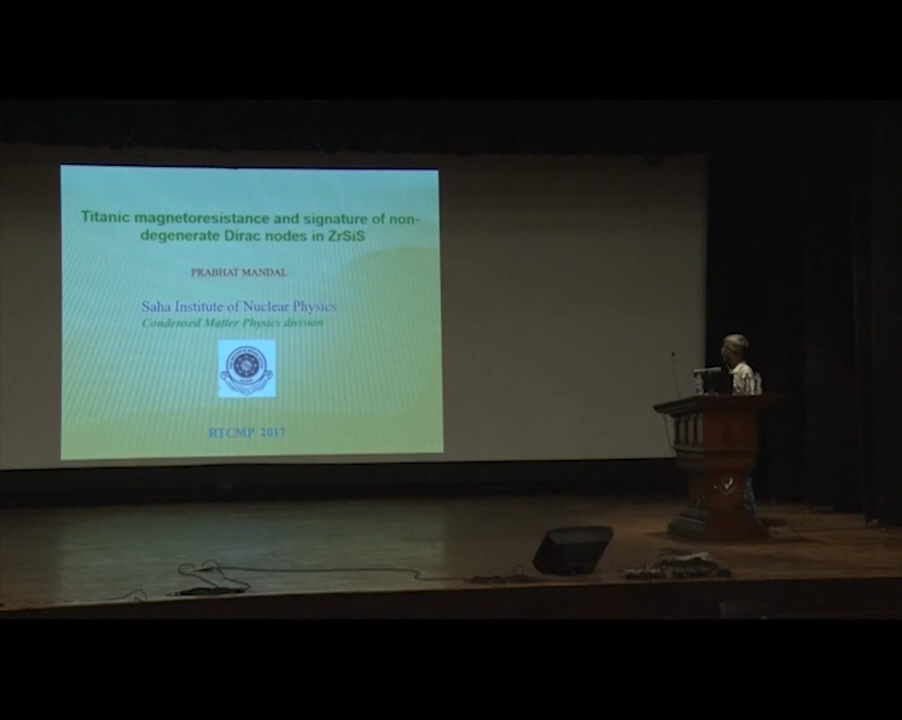 Titanic magnetoresistance and signature of non-
degenerate Dirac nodes in ZrSiS
PRABHAT MANDAL
Saha Institute of Nuclear Physics
Condensed Matter Physics division
RTCMP 2017